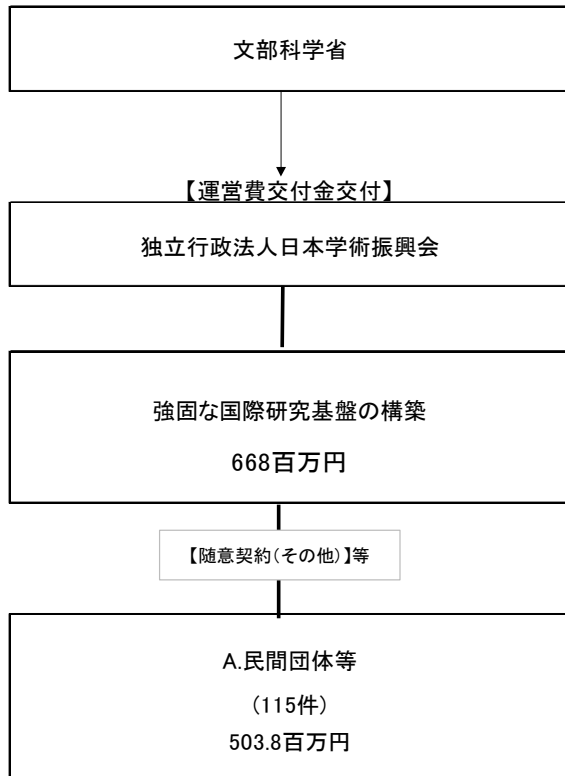 文部科学省
【運営費交付金交付】
独立行政法人日本学術振興会
強固な国際研究基盤の構築
668百万円
【随意契約(その他)】等
A.民間団体等
(115件)
503.8百万円